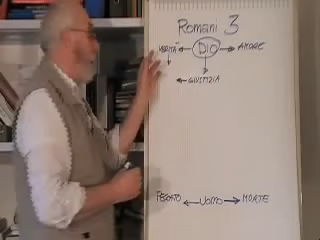 Romani 3
VERITÀ DIO AMORE
GIUSTIZIA
PECCATO UOMO MORTE